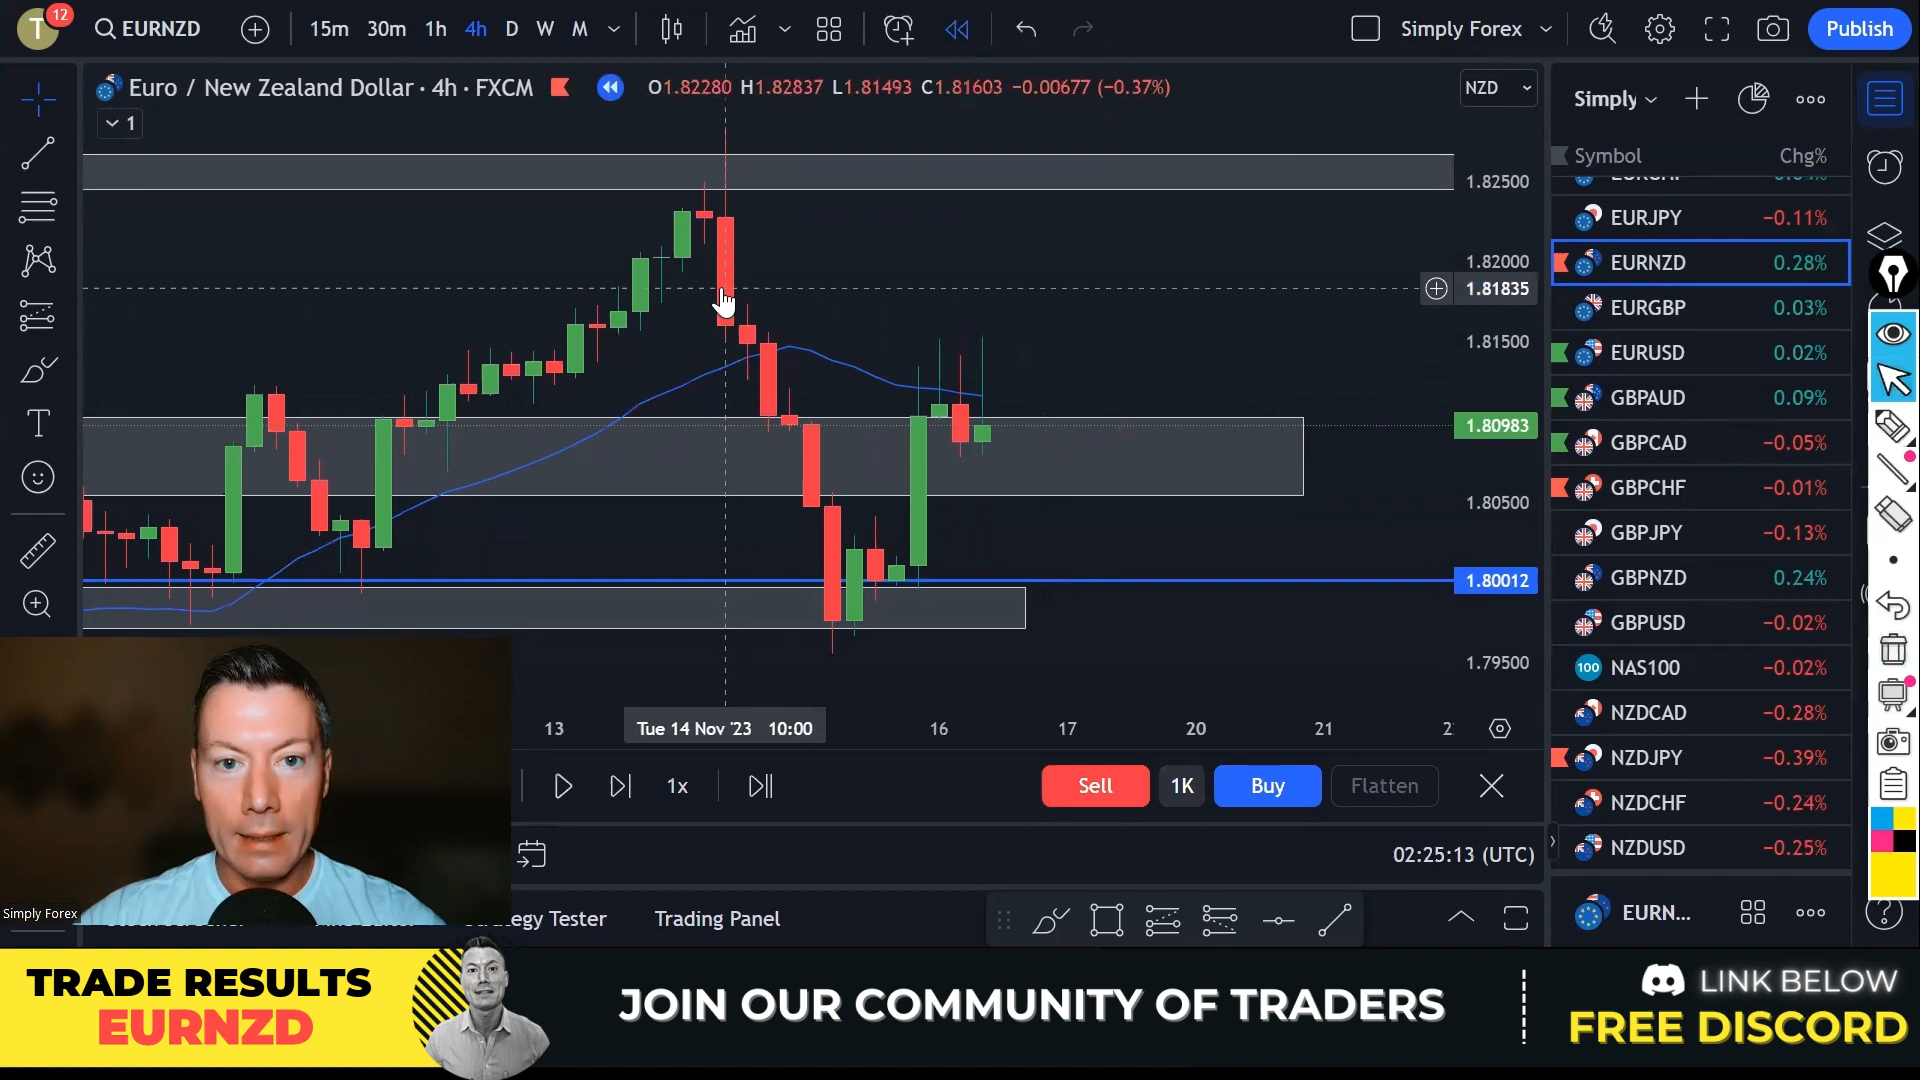 T
12
EURNZD
15m 30m 1h 4h D W M
Simply Forex
Publish
Euro / New Zealand Dollar · 4h · FXCM
O1.82280 H1.82837 L1.81493 C1.81603 −0.00677 (−0.37%)
NZD
1
1.82500
1.82000
1.81835
1.81500
1.80983
1.80500
1.80012
1.79500
13
Tue 14 Nov '23 10:00
16
17
20
21
1x
Sell
1K
Buy
Flatten
02:25:13 (UTC)
Trading Panel
Simply
Symbol Chg%
EURJPY −0.11%
EURNZD 0.28%
EURGBP 0.03%
EURUSD 0.02%
GBPAUD 0.09%
GBPCAD −0.05%
GBPCHF −0.01%
GBPJPY −0.13%
GBPNZD 0.24%
GBPUSD −0.02%
100 NAS100 −0.02%
NZDCAD −0.28%
NZDJPY −0.39%
NZDCHF −0.24%
NZDUSD −0.25%
EURN...
Simply Forex
Tester
TRADE RESULTS
EURNZD
JOIN OUR COMMUNITY OF TRADERS
LINK BELOW
FREE DISCORD